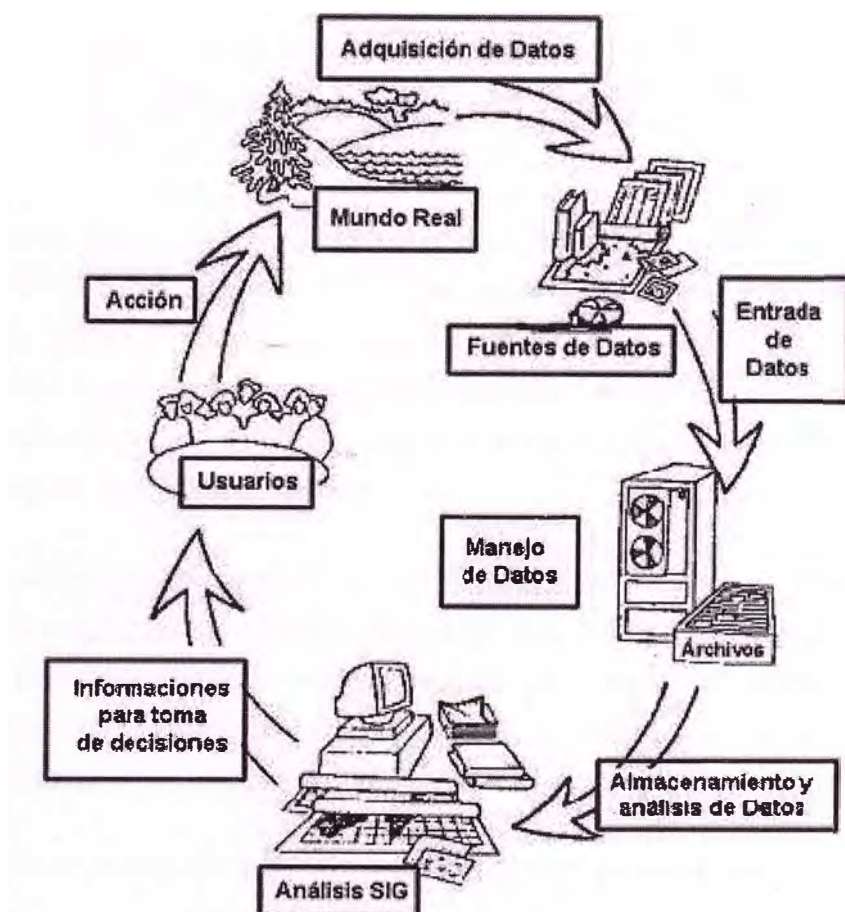 Adquisición de Datos
Mundo Real
Acción
Fuentes de Datos
Entrada
de
Datos
Usuarios
Manejo
de Datos
Archivos
Informaciones
para toma
de decisiones
Almacenamiento y
análisis de Datos
Análisis SIG